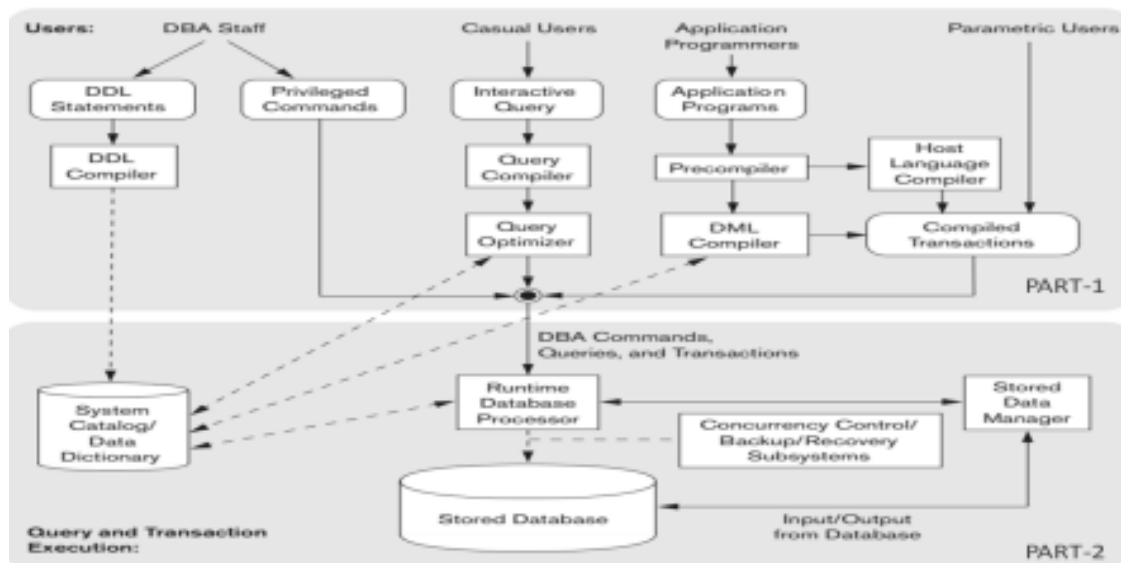 Users: DBA Staff Casual Users Application Parametric Users
Programmers
DDL
Statements
Privileged
Commands
Interactive
Query
Application
Programs
DDL
Compiler
Query
Compiler
Precompiler
Host
Language
Compiler
Query
Optimizer
DML
Compiler
Compiled
Transactions
PART-1
DBA Commands,
Queries, and Transactions
System
Catalog/
Data
Dictionary
Runtime
Database
Processor
Stored
Data
Manager
Concurrency Control/
Backup/Recovery
Subsystems
Stored Database
Input/Output
from Database
Query and Transaction
Execution:
PART-2